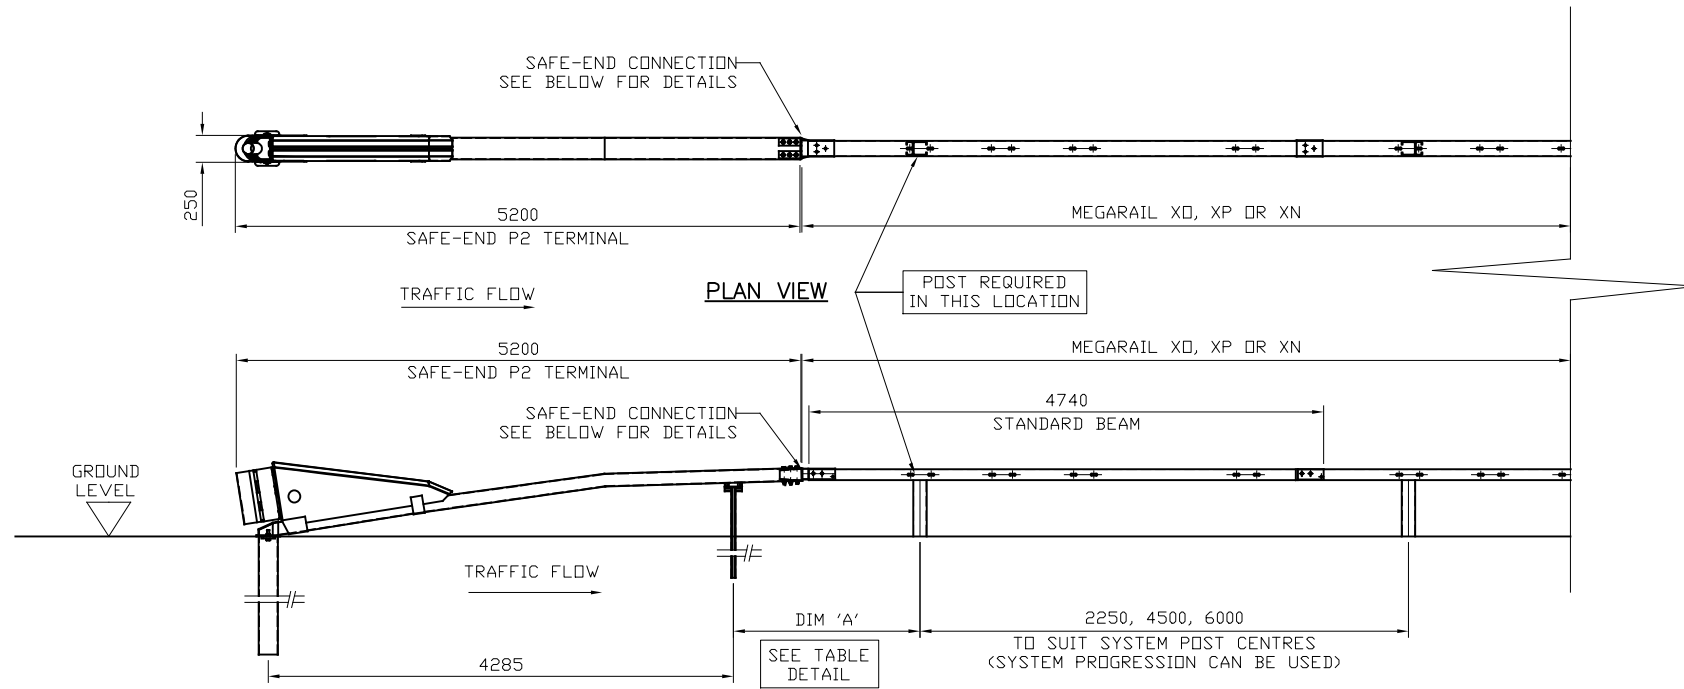 SAFE-END CONNECTION
SEE BELOW FOR DETAILS
250
5200
SAFE-END P2 TERMINAL
MEGARAIL XO, XP OR XN
TRAFFIC FLOW
PLAN VIEW
POST REQUIRED
IN THIS LOCATION
5200
SAFE-END P2 TERMINAL
MEGARAIL XO, XP OR XN
SAFE-END CONNECTION
SEE BELOW FOR DETAILS
4740
STANDARD BEAM
GROUND
LEVEL
TRAFFIC FLOW
DIM 'A'
SEE TABLE
DETAIL
2250, 4500, 6000
TO SUIT SYSTEM POST CENTRES
(SYSTEM PROGRESSION CAN BE USED)
4285